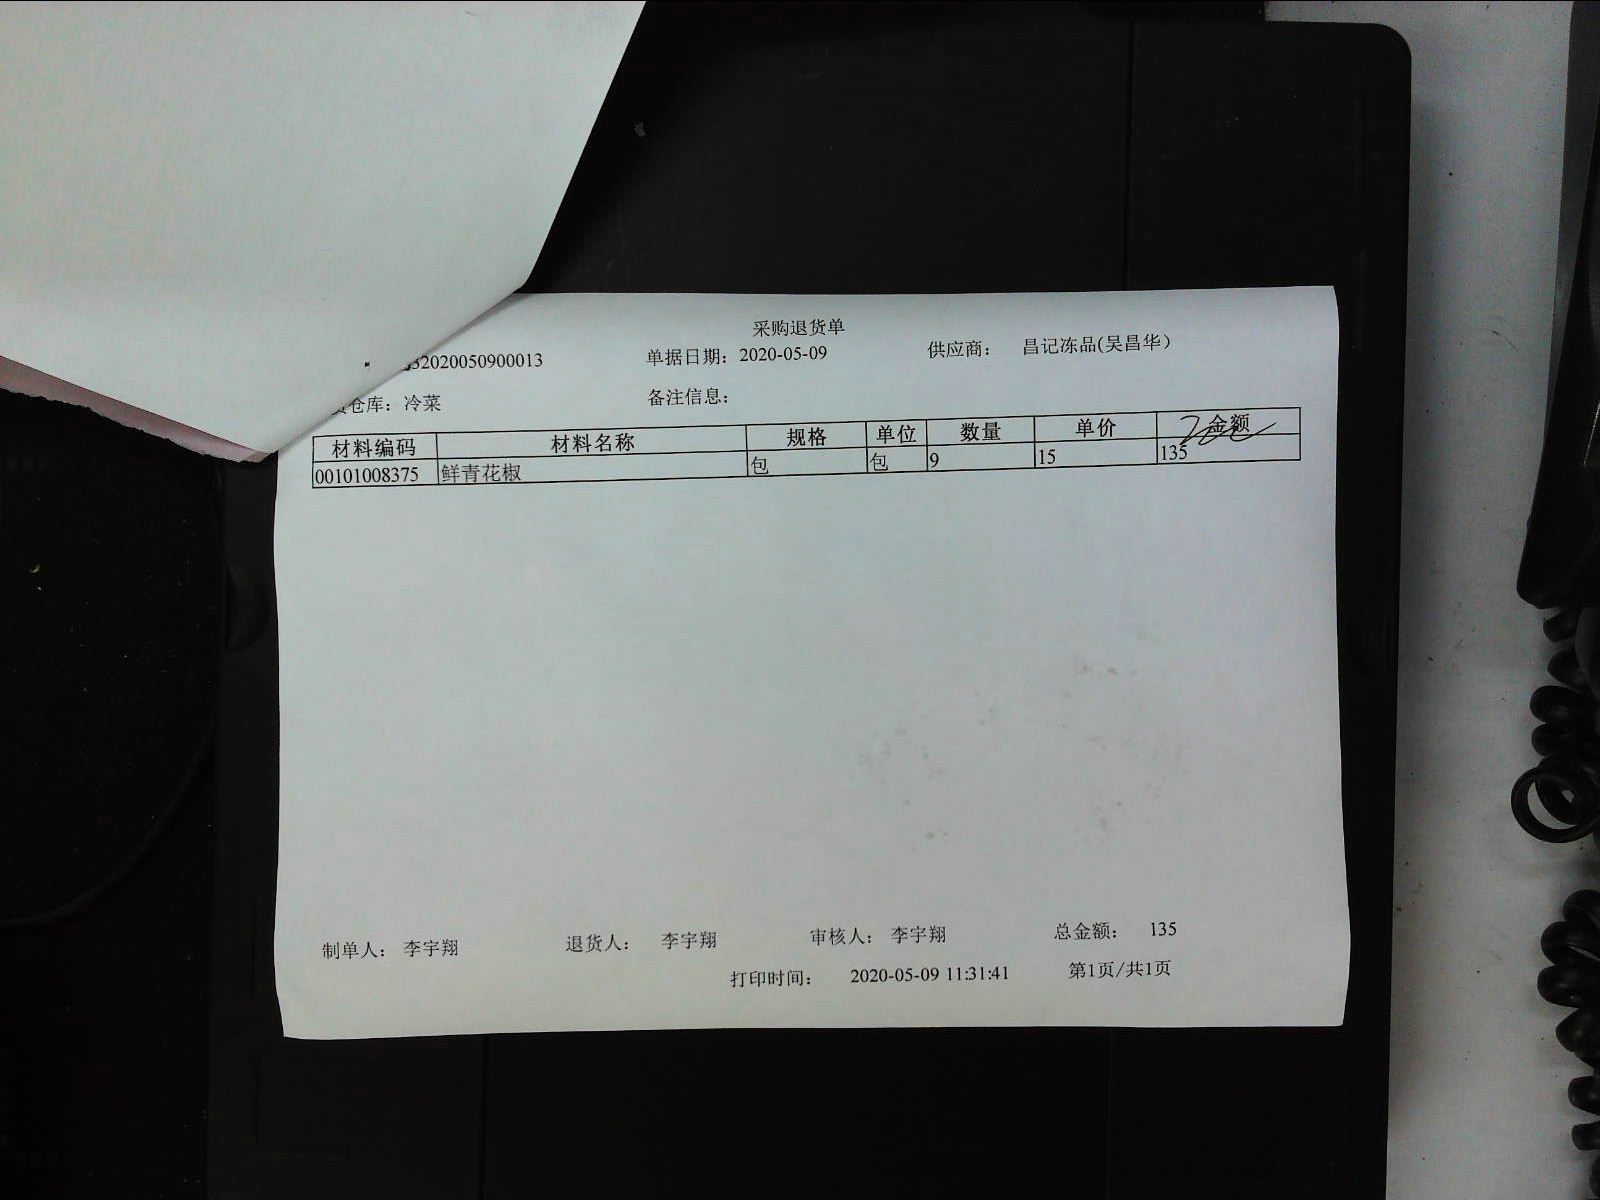 采购退货单
32020050900013 单据日期：2020-05-09 供应商： 昌记冻品(吴昌华）
仓库：冷菜 备注信息：
材料编码 材料名称 规格 单位 数量 单价 金额
00101008375 鲜青花椒 包 包 9 15 135
制单人： 李宇翔 退货人： 李宇翔 审核人： 李宇翔 总金额： 135
打印时间： 2020-05-09 11:31:41 第1页/共1页